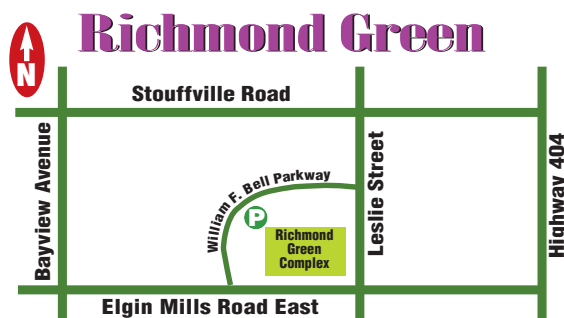 Richmond Green
N
Stouffville Road
Bayview Avenue
William F. Bell Parkway
P
Richmond
Green
Complex
Leslie Street
Highway 404
Elgin Mills Road East